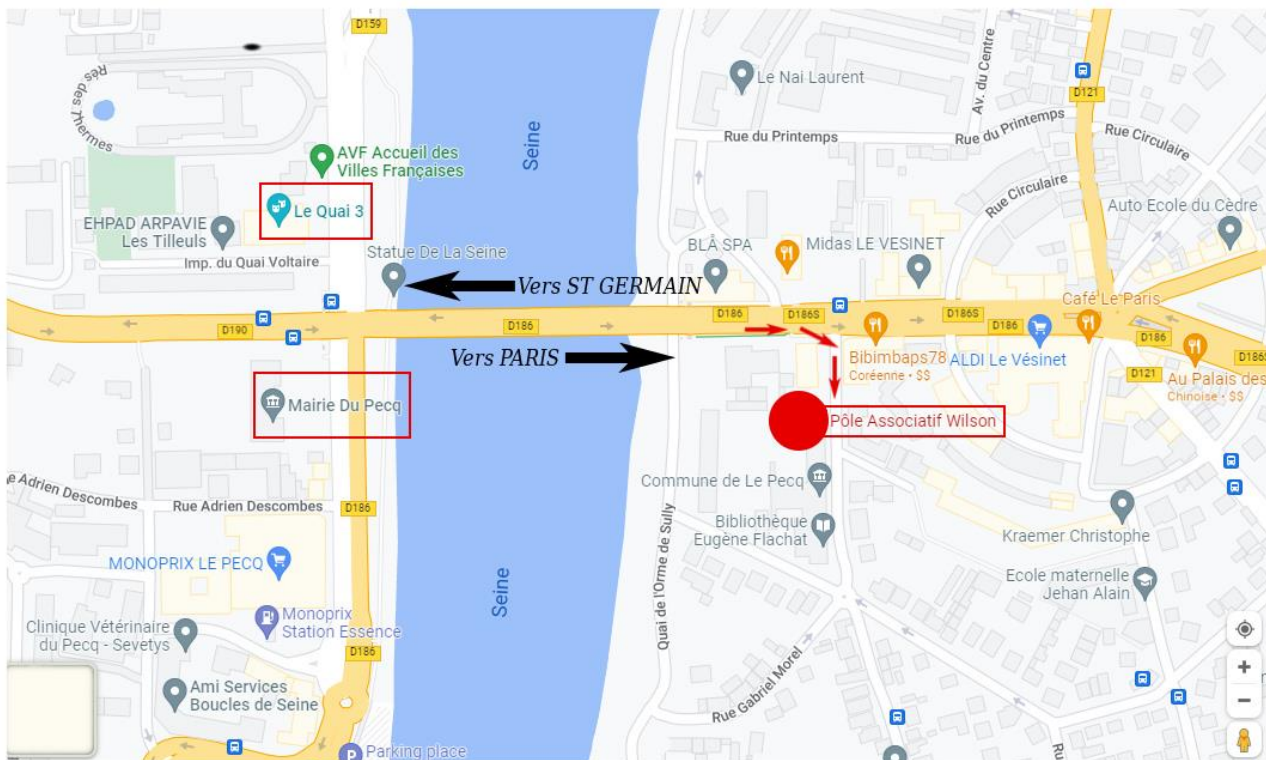 D159
Rés des Thermes
Seine
Le Nai Laurent
Av. du Centre
D121
Rue du Printemps
Rue du Printemps
Rue Circulaire
AVF Accueil des
Villes Françaises
Le Quai 3
EHPAD ARPAVIE
Les Tilleuls
Imp. du Quai Voltaire
Statue De La Seine
Rue Circulaire
Auto Ecole du Cèdre
BLÅ SPA
Midas LE VESINET
Vers ST GERMAIN
Café Le Paris
D190
D186
D186
D186S
D186S
D186
D186
D186S
Vers PARIS
Bibimbaps78
Coréenne • $$
ALDI Le Vésinet
D121
Au Palais des
Chinoise • $$
Mairie Du Pecq
Pôle Associatif Wilson
e Adrien Descombes
Rue Adrien Descombes
D186
Commune de Le Pecq
Bibliothèque
Eugène Flachat
Quai de l'Orme de Sully
Kraemer Christophe
MONOPRIX LE PECQ
Seine
Ecole maternelle
Jehan Alain
Monoprix
Station Essence
Clinique Vétérinaire
du Pecq - Sevetys
D186
Rue Gabriel Morel
Ami Services
Boucles de Seine
P
Parking place